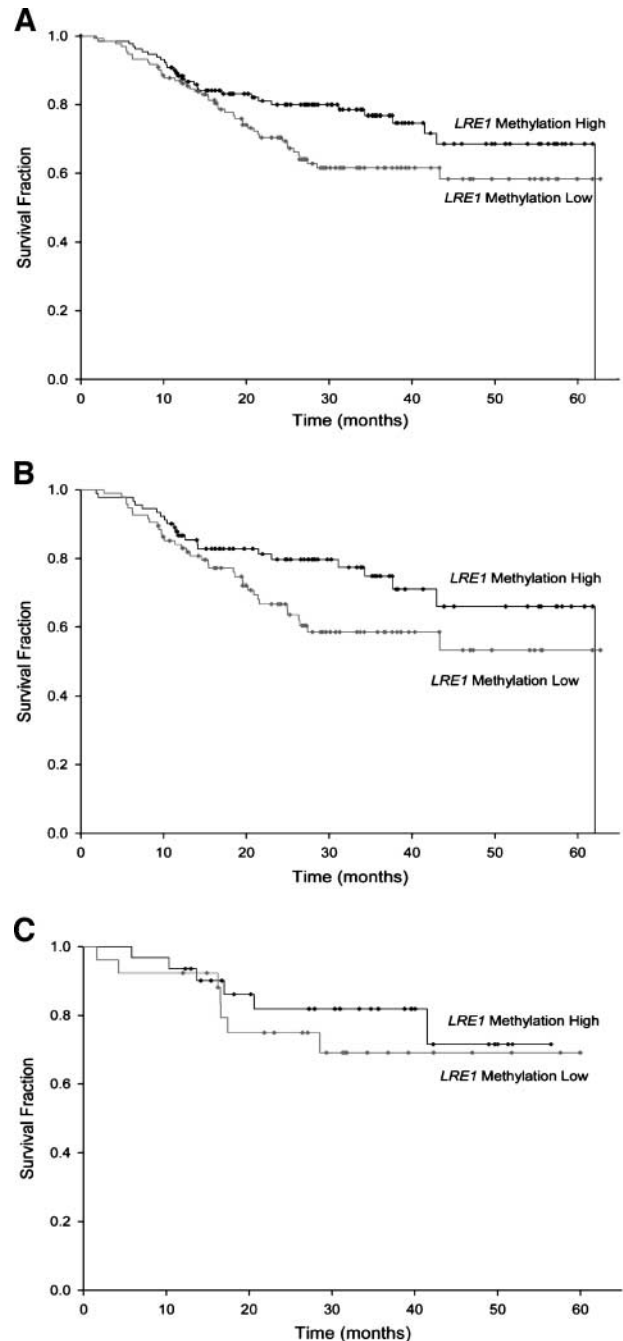 A
1.0
0.8
0.6
0.4
0.2
0.0
Survival Fraction
LRE1 Methylation High
LRE1 Methylation Low
0 10 20 30 40 50 60
Time (months)
B
1.0
0.8
0.6
0.4
0.2
0.0
Survival Fraction
LRE1 Methylation High
LRE1 Methylation Low
0 10 20 30 40 50 60
Time (months)
C
1.0
0.8
0.6
0.4
0.2
0.0
Survival Fraction
LRE1 Methylation High
LRE1 Methylation Low
0 10 20 30 40 50 60
Time (months)